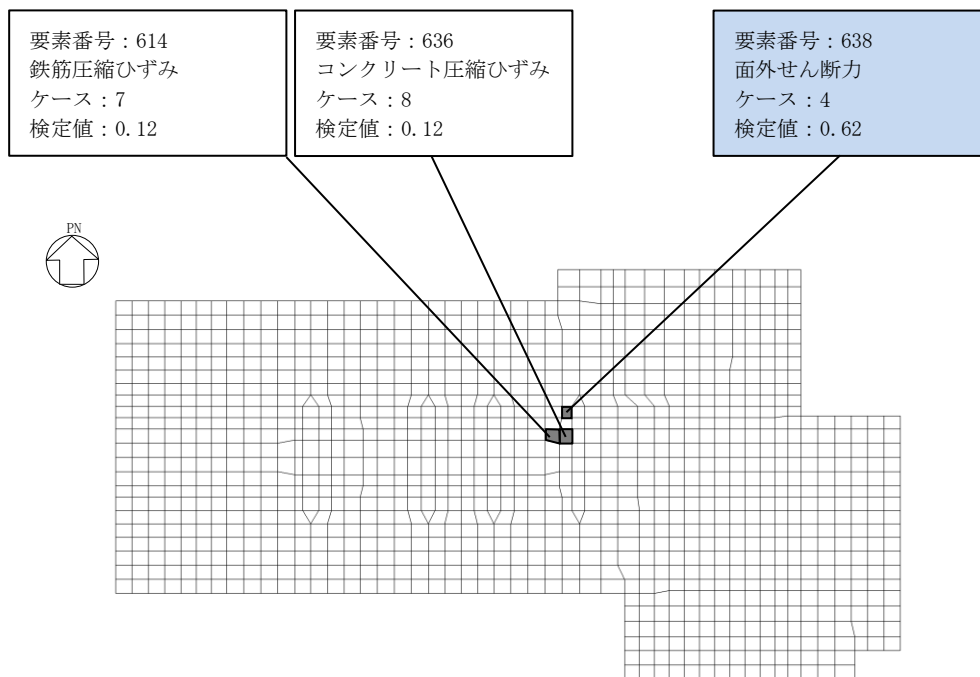 要素番号：614
鉄筋圧縮ひずみ
ケース：7
検定値：0.12
要素番号：636
コンクリート圧縮ひずみ
ケース：8
検定値：0.12
要素番号：638
面外せん断力
ケース：4
検定値：0.62
PN